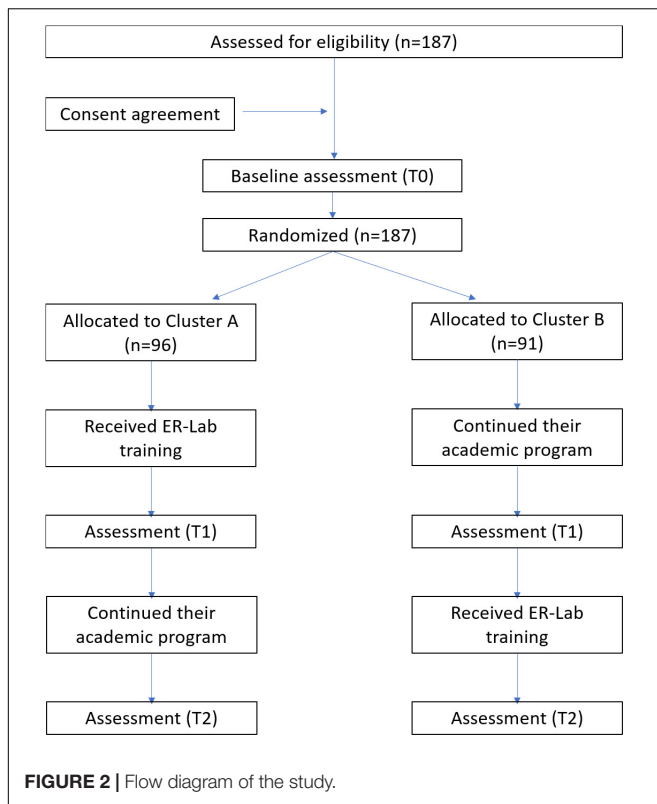 Assessed for eligibility (n=187)
Consent agreement
Baseline assessment (T0)
Randomized (n=187)
Allocated to Cluster A
(n=96)
Allocated to Cluster B
(n=91)
Received ER-Lab
training
Continued their
academic program
Assessment (T1)
Assessment (T1)
Continued their
academic program
Received ER-Lab
training
Assessment (T2)
Assessment (T2)
FIGURE 2 | Flow diagram of the study.